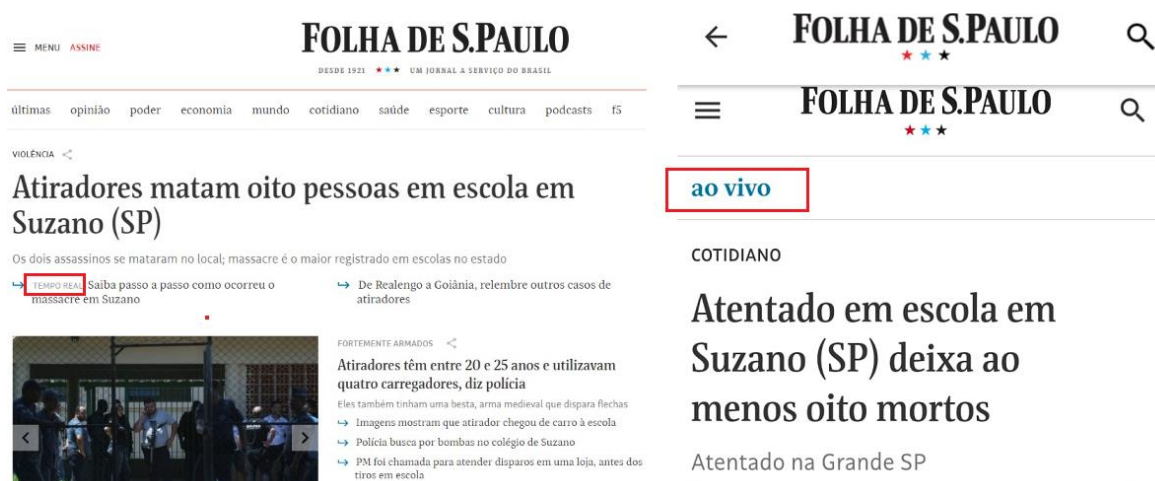 MENU ASSINE
FOLHA DE S.PAULO
DESDE 1921 ★★★ UM JORNAL A SERVIÇO DO BRASIL
últimas opinião poder economia mundo cotidiano saúde esporte cultura podcasts f5
VIOLÊNCIA
Atiradores matam oito pessoas em escola em
Suzano (SP)
Os dois assassinos se mataram no local; massacre é o maior registrado em escolas no estado
TEMPO REAL Saiba passo a passo como ocorreu o
massacre em Suzano
De Realengo a Goiânia, relembre outros casos de
atiradores
FORTEMENTE ARMADOS
Atiradores têm entre 20 e 25 anos e utilizavam
quatro carregadores, diz polícia
Eles também tinham uma besta, arma medieval que dispara flechas
Imagens mostram que atirador chegou de carro à escola
Polícia busca por bombas no colégio de Suzano
PM foi chamada para atender disparos em uma loja, antes dos
tiros em escola
FOLHA DE S.PAULO
FOLHA DE S.PAULO
ao vivo
COTIDIANO
Atentado em escola em
Suzano (SP) deixa ao
menos oito mortos
Atentado na Grande SP